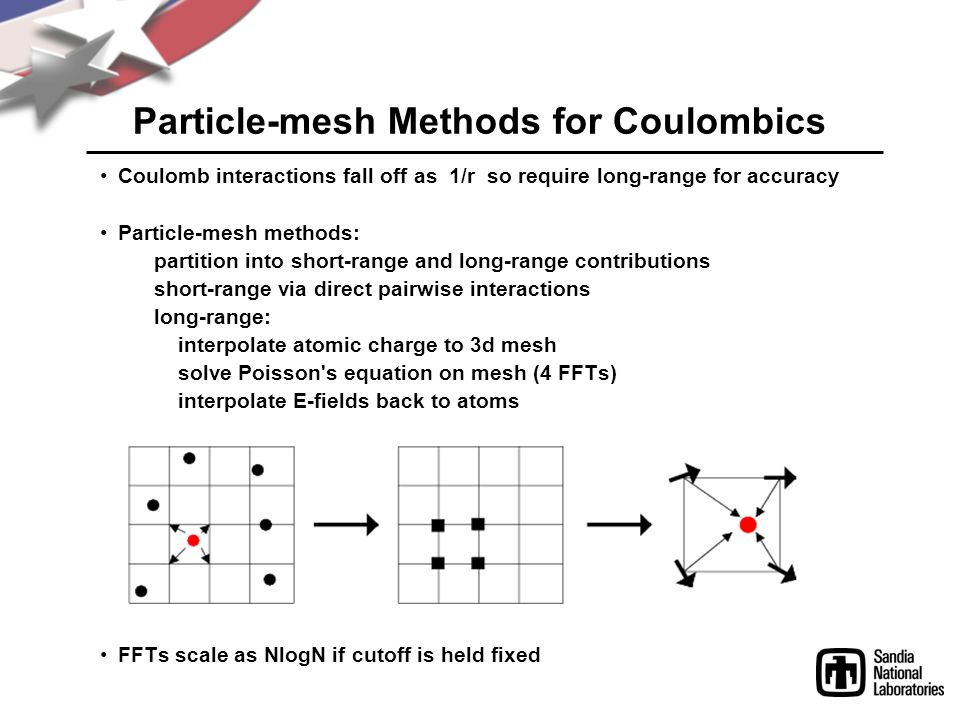 Particle-mesh Methods for Coulombics
• Coulomb interactions fall off as 1/r so require long-range for accuracy
• Particle-mesh methods:
partition into short-range and long-range contributions
short-range via direct pairwise interactions
long-range:
interpolate atomic charge to 3d mesh
solve Poisson's equation on mesh (4 FFTs)
interpolate E-fields back to atoms
• FFTs scale as NlogN if cutoff is held fixed
Sandia
National
Laboratories